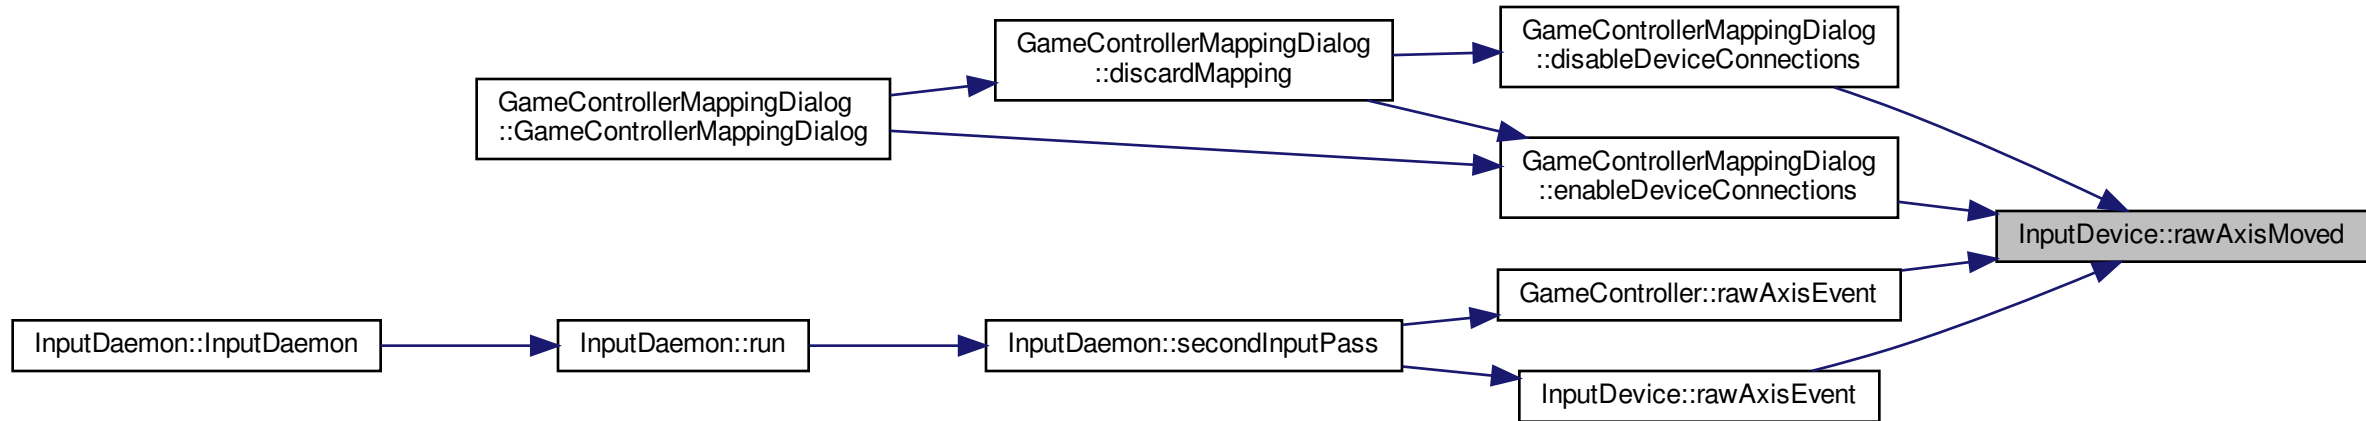 GameControllerMappingDialog
::disableDeviceConnections
GameControllerMappingDialog
::discardMapping
GameControllerMappingDialog
::GameControllerMappingDialog
GameControllerMappingDialog
::enableDeviceConnections
InputDevice::rawAxisMoved
GameController::rawAxisEvent
InputDaemon::InputDaemon
InputDaemon::run
InputDaemon::secondInputPass
InputDevice::rawAxisEvent